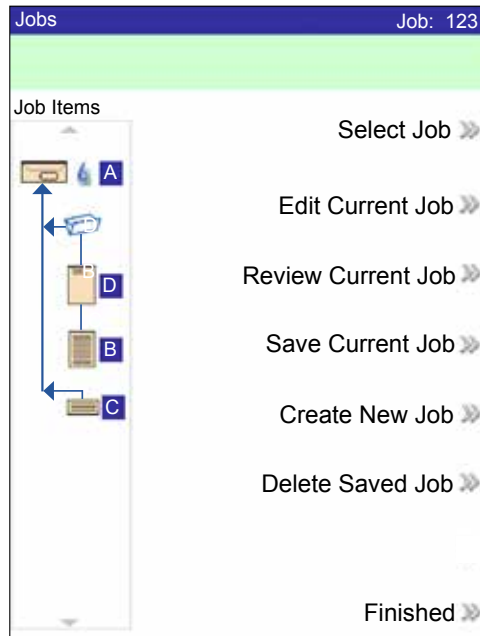 Jobs Job: 123
Job Items
Select Job
A
Edit Current Job
Review Current Job
D
Save Current Job
B
C
Create New Job
Delete Saved Job
Finished